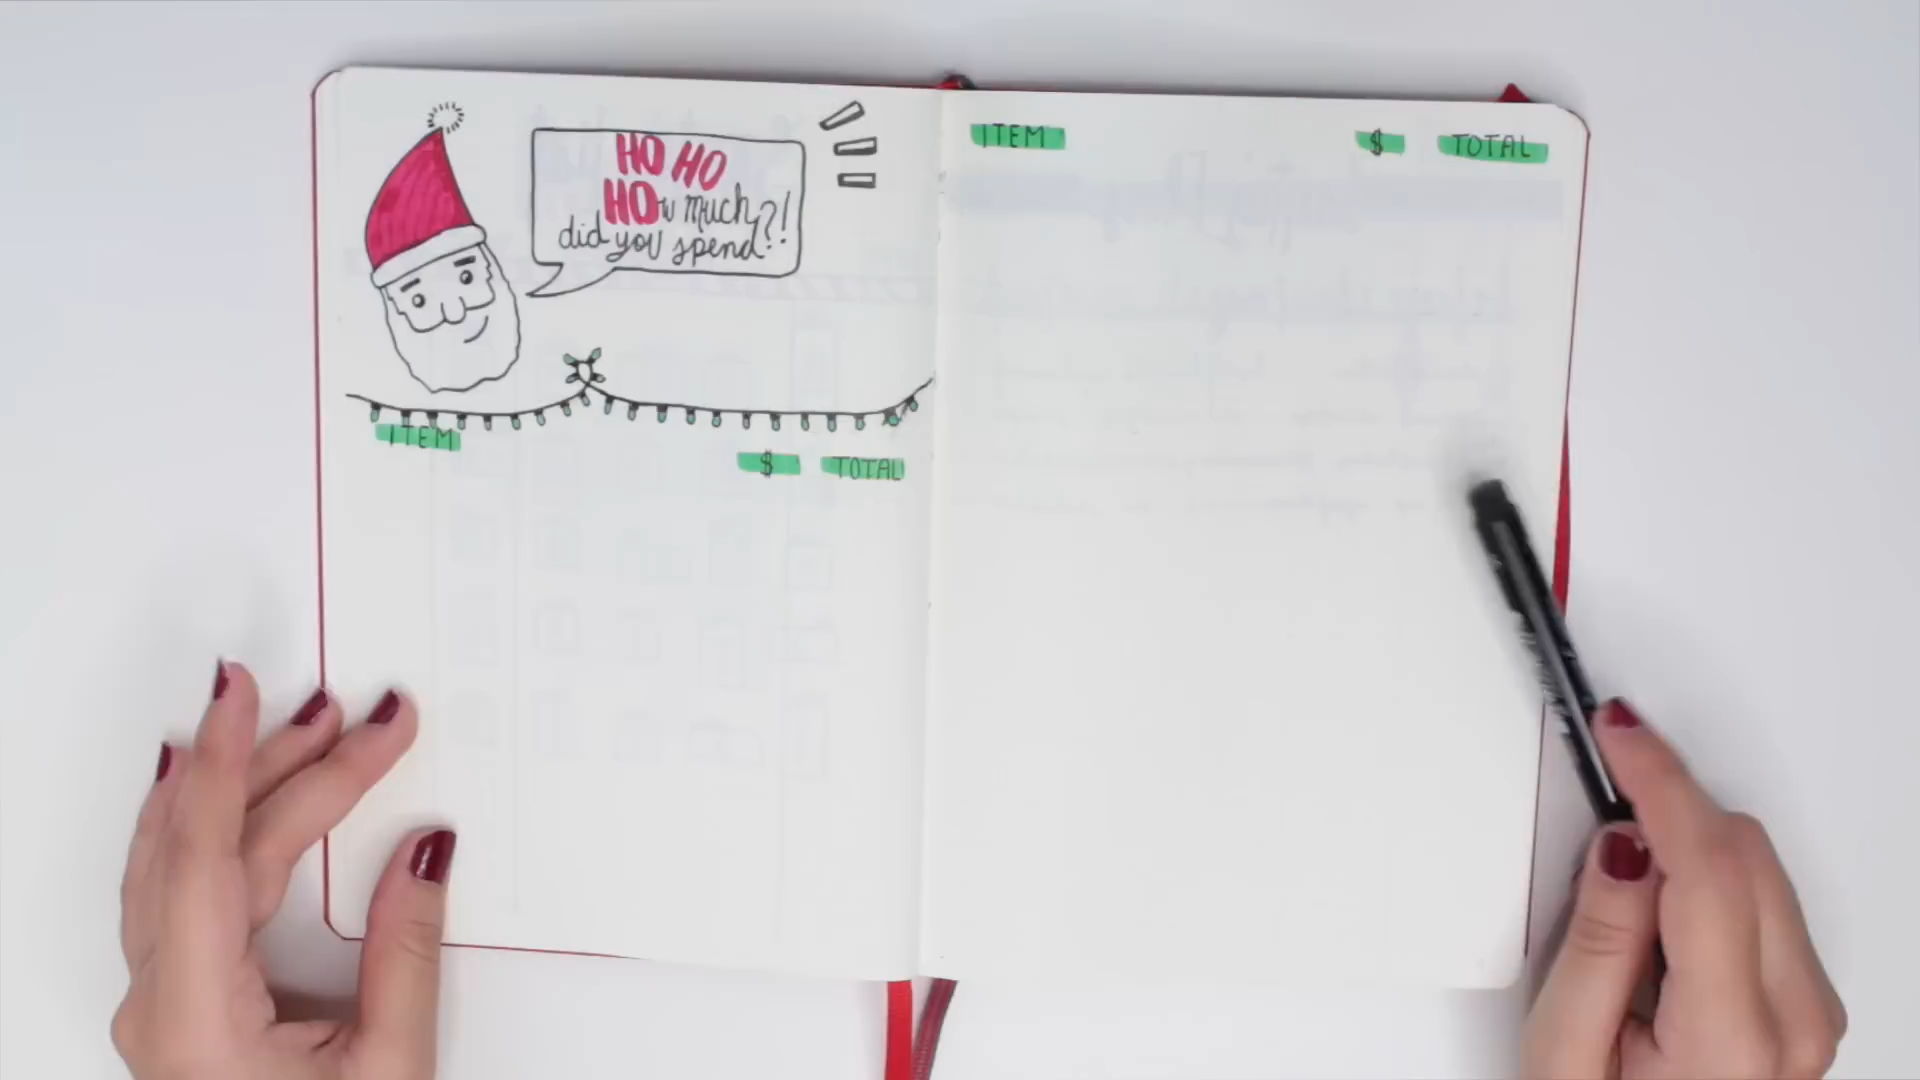 HO HO
HOw much
did you spend?!
ITEM
$ TOTAL
ITEM $ TOTAL